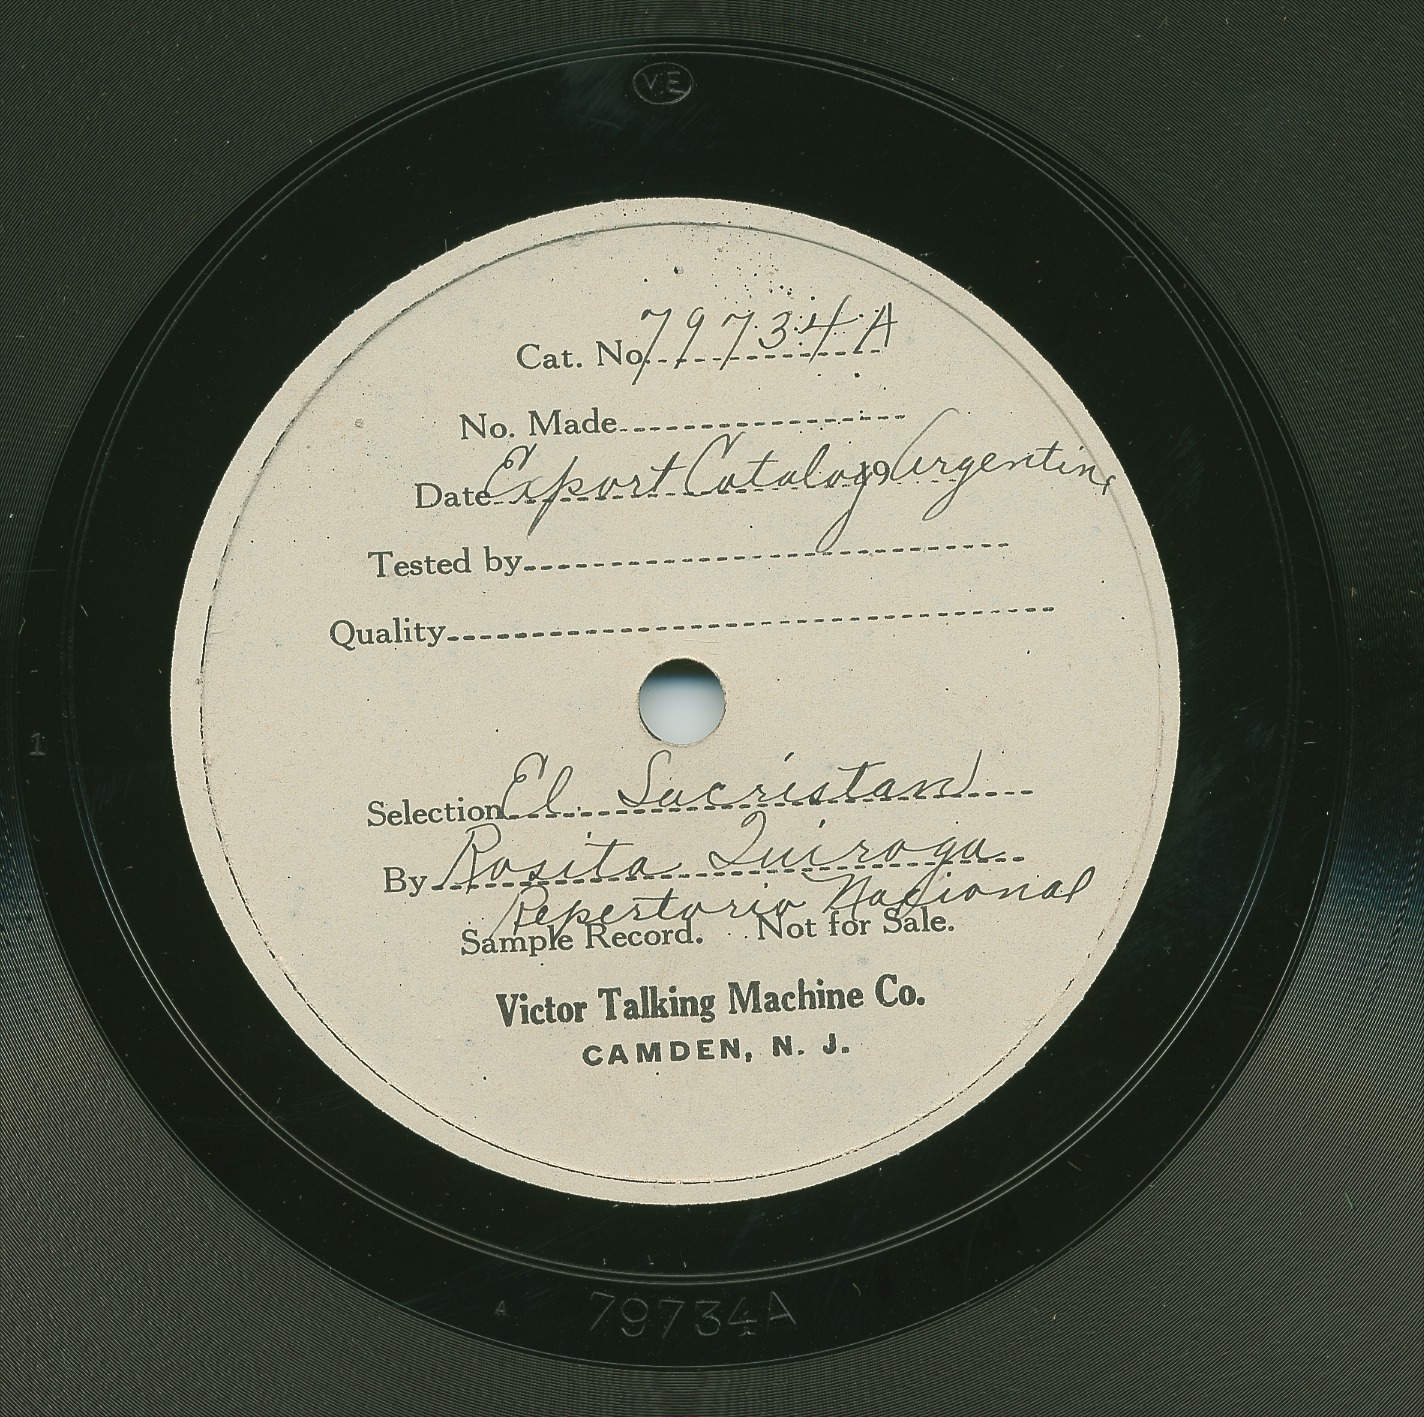 VE
Cat. No. 79734A
No. Made
Date Export Catalog 19 Argentine
Tested by
Quality
1
Selection El Sacristan
By Rosita Quiroga
Repertorio Nacional
Sample Record. Not for Sale.
Victor Talking Machine Co.
CAMDEN, N. J.
A 79734A